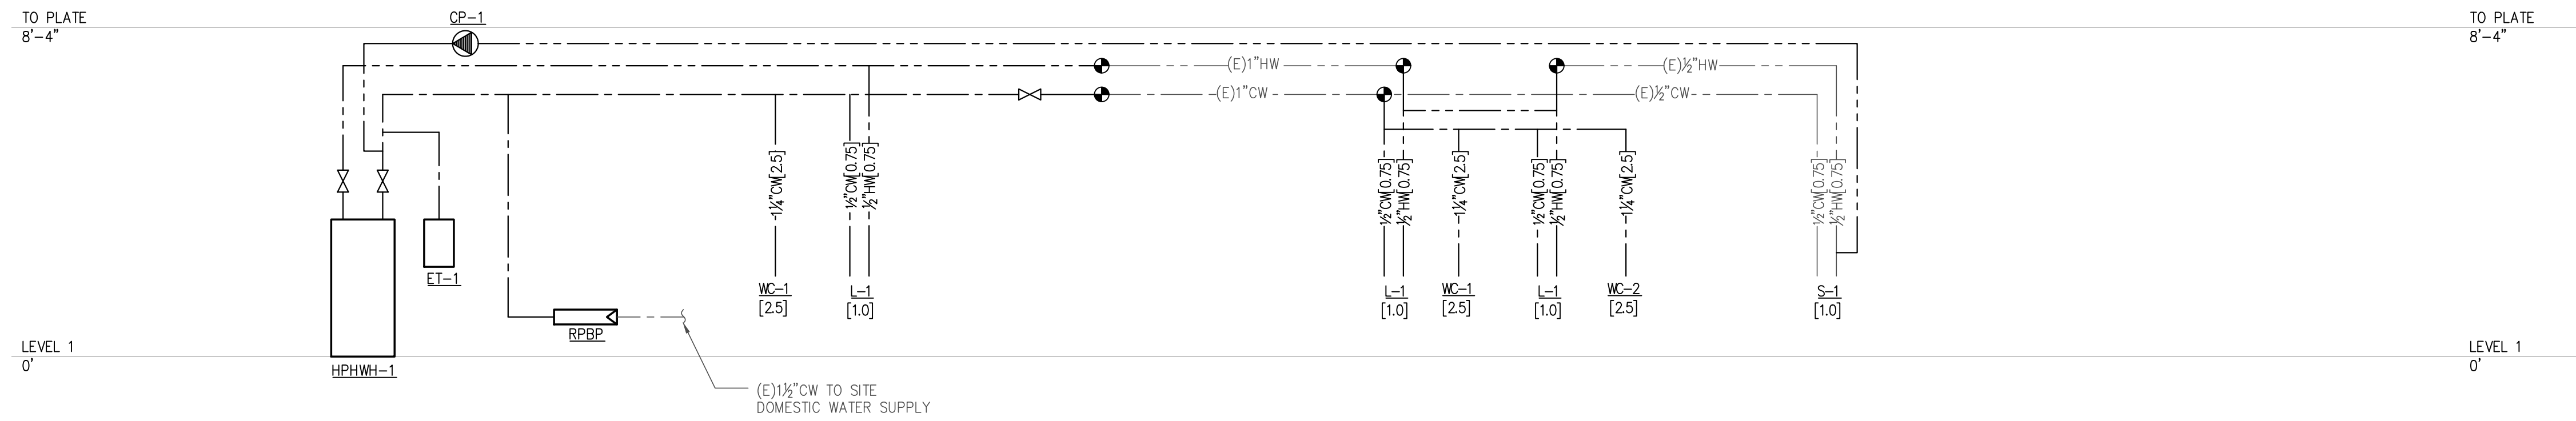 TO PLATE
8'-4"
CP-1
TO PLATE
8'-4"
(E)1"HW
(E)½"HW
(E)1"CW
(E)½"CW
1¼"CW[2.5]
½"CW[0.75]
½"HW[0.75]
½"CW[0.75]
½"HW[0.75]
1¼"CW[2.5]
½"CW[0.75]
½"HW[0.75]
1¼"CW[2.5]
½"CW[0.75]
½"HW[0.75]
ET-1
WC-1
[2.5]
L-1
[1.0]
L-1
[1.0]
WC-1
[2.5]
L-1
[1.0]
WC-2
[2.5]
S-1
[1.0]
RPBP
LEVEL 1
0'
HPHWH-1
LEVEL 1
0'
(E)1½"CW TO SITE
DOMESTIC WATER SUPPLY